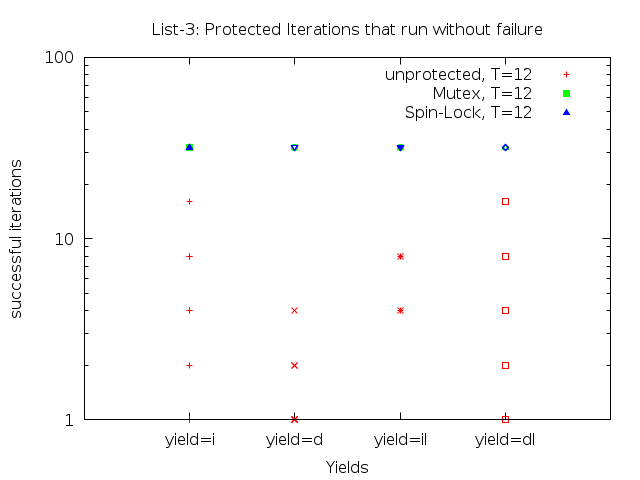 List-3: Protected Iterations that run without failure
100
unprotected, T=12
Mutex, T=12
Spin-Lock, T=12
successful iterations
10
1
yield=i yield=d yield=il yield=dl
Yields